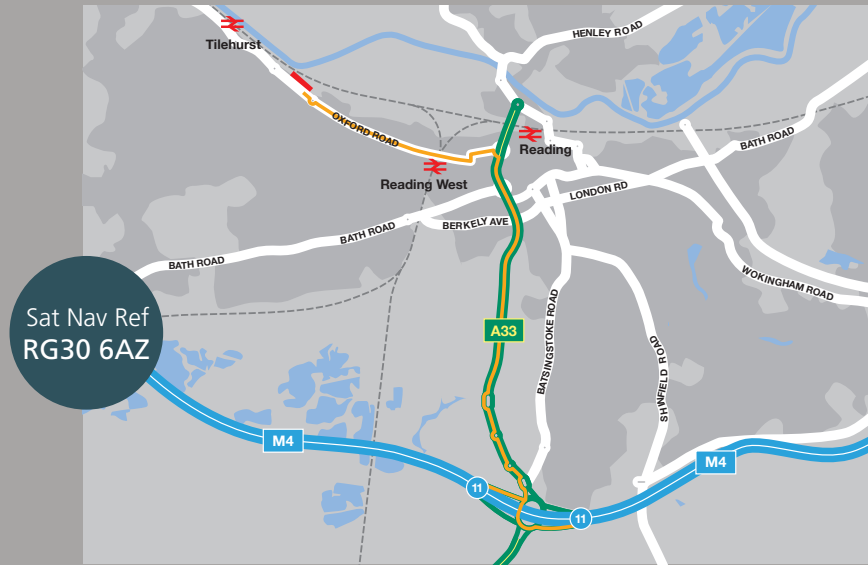 HENLEY ROAD
Tilehurst
OXFORD ROAD
Reading
BATH ROAD
Reading West
LONDON RD
BERKELY AVE
BATH ROAD
BATH ROAD
WOKINGHAM ROAD
Sat Nav Ref
RG30 6AZ
A33
BATSINGSTOKE ROAD
SHINFIELD ROAD
M4
M4
11
11